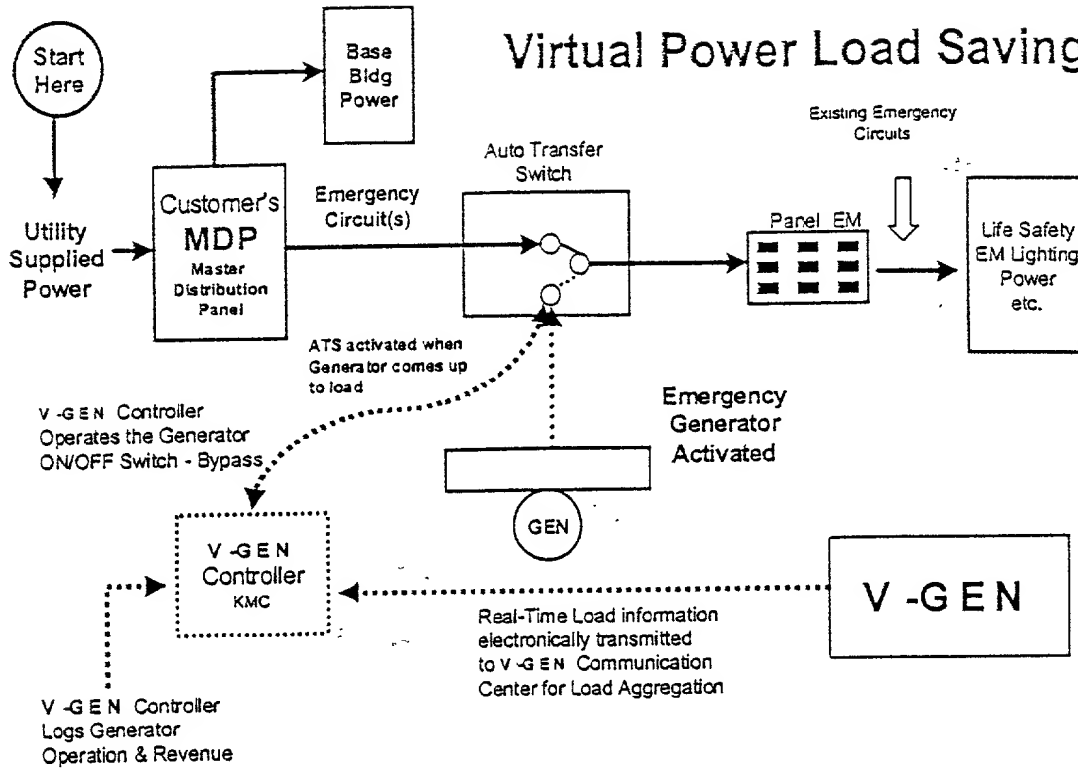 Start
Here
Base
Bldg
Power
Virtual Power Load Saving
Existing Emergency
Circuits
Auto Transfer
Switch
Customer's
MDP
Master
Distribution
Panel
Emergency
Circuit(s)
Utility
Supplied
Power
Panel EM
Life Safety
EM Lighting
Power
etc.
ATS activated when
Generator comes up
to load
V-GEN Controller
Operates the Generator
ON/OFF Switch - Bypass
Emergency
Generator
Activated
GEN
V-GEN
Controller
KMC
V-GEN
Real-Time Load information
electronically transmitted
to V-GEN Communication
Center for Load Aggregation
V-GEN Controller
Logs Generator
Operation & Revenue